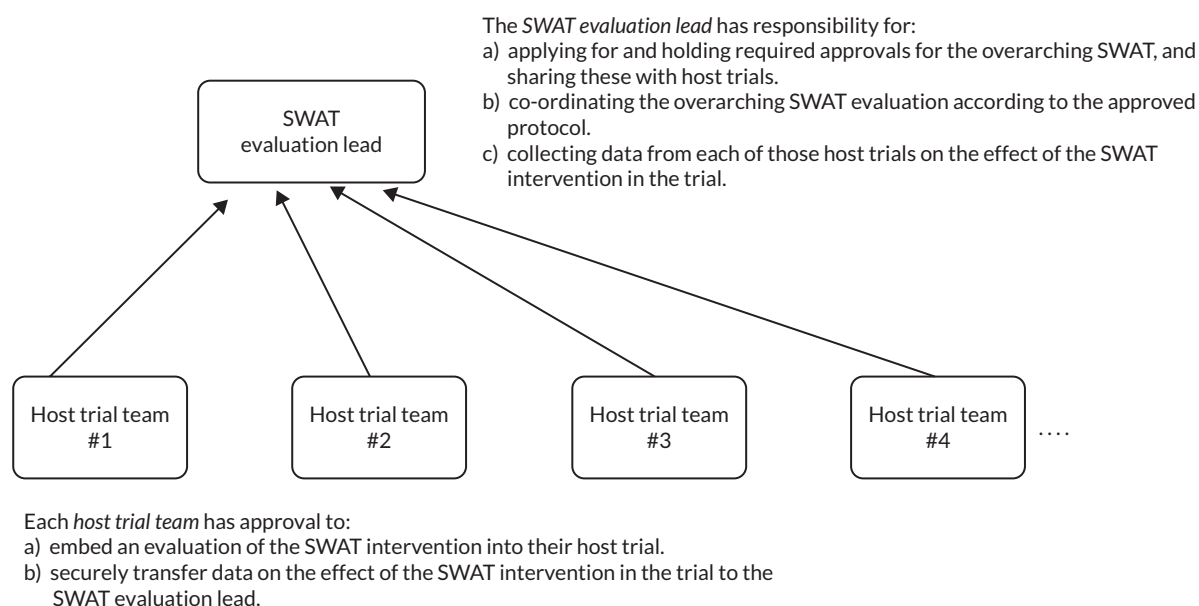 The SWAT evaluation lead has responsibility for:
a) applying for and holding required approvals for the overarching SWAT, and
sharing these with host trials.
b) co-ordinating the overarching SWAT evaluation according to the approved
protocol.
c) collecting data from each of those host trials on the effect of the SWAT
intervention in the trial.
SWAT
evaluation lead
Host trial team
#1
Host trial team
#2
Host trial team
#3
Host trial team
#4
....
Each host trial team has approval to:
a) embed an evaluation of the SWAT intervention into their host trial.
b) securely transfer data on the effect of the SWAT intervention in the trial to the
SWAT evaluation lead.